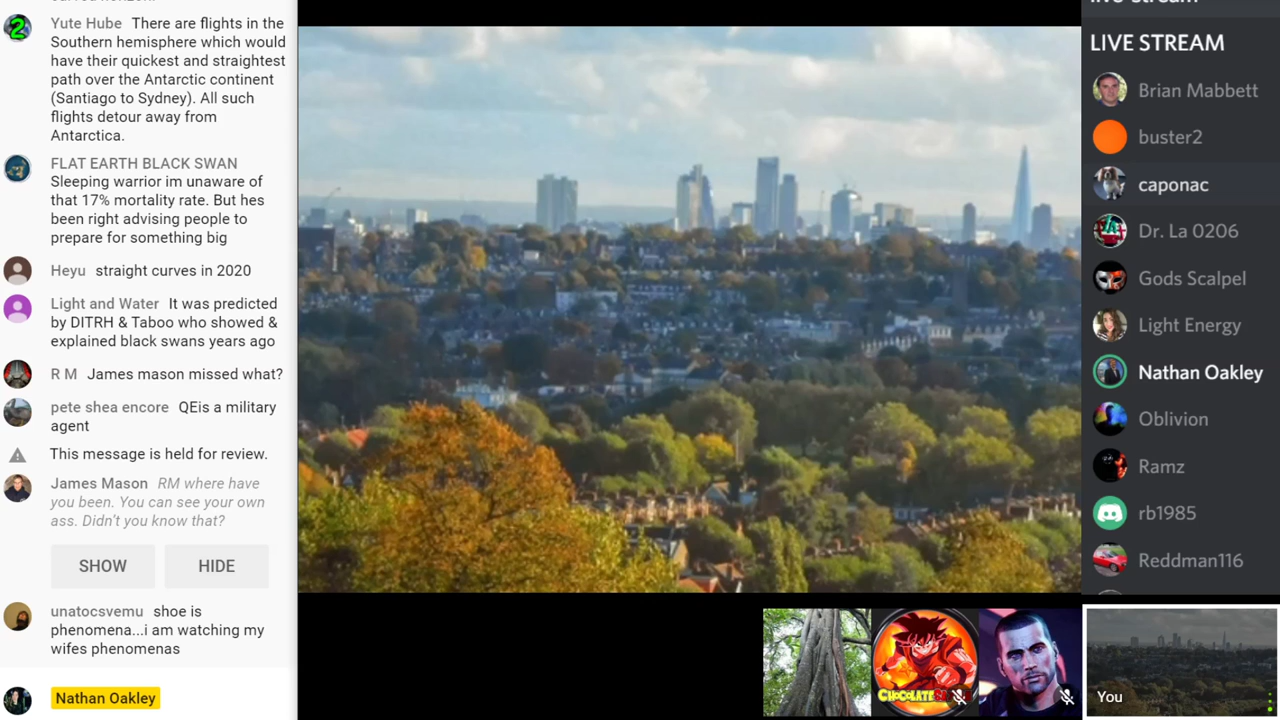 Yute Hube There are flights in the
Southern hemisphere which would
have their quickest and straightest
path over the Antarctic continent
(Santiago to Sydney). All such
flights detour away from
Antarctica.
FLAT EARTH BLACK SWAN
Sleeping warrior im unaware of
that 17% mortality rate. But hes
been right advising people to
prepare for something big
Heyu straight curves in 2020
Light and Water It was predicted
by DITRH & Taboo who showed &
explained black swans years ago
R M James mason missed what?
pete shea encore QEis a military
agent
This message is held for review.
James Mason RM where have
you been. You can see your own
ass. Didn't you know that?
SHOW HIDE
unatocsvemu shoe is
phenomena...i am watching my
wifes phenomenas
Nathan Oakley
LIVE STREAM
Brian Mabbett
buster2
caponac
Dr. La 0206
Gods Scalpel
Light Energy
Nathan Oakley
Oblivion
Ramz
rb1985
Reddman116
2
You